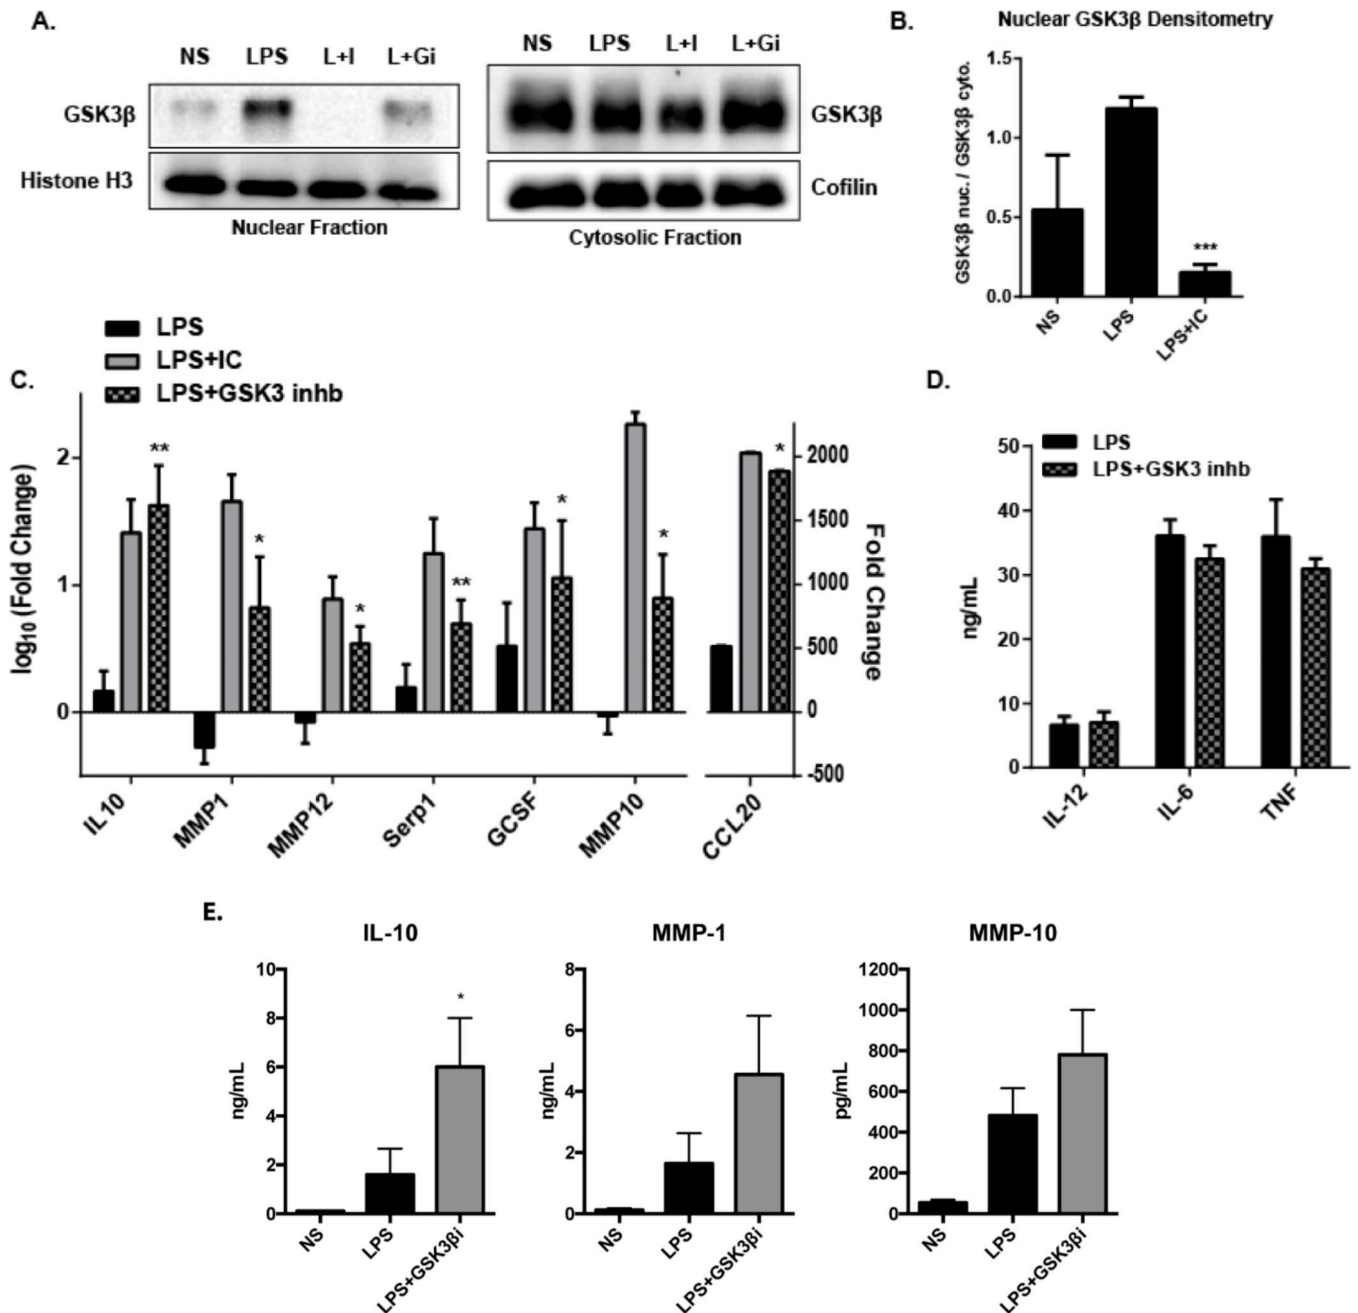 A.
NS LPS L+I L+Gi
GSK3β
Histone H3
Nuclear Fraction
NS LPS L+I L+Gi
GSK3β
Cofilin
Cytosolic Fraction
B.
Nuclear GSK3β Densitometry
GSK3β nuc. / GSK3β cyto.
1.5
1.0
0.5
0.0
***
NS
LPS
LPS+IC
C.
LPS
LPS+IC
LPS+GSK3 inhb
log10 (Fold Change)
2
1
0
** * * ** * * *
2000
1500
1000
500
0
-500
Fold Change
IL10
MMP1
MMP12
Serp1
GCSF
MMP10
CCL20
D.
LPS
LPS+GSK3 inhb
ng/mL
50
40
30
20
10
0
IL-12
IL-6
TNF
E.
IL-10
ng/mL
10
8
6
4
2
0
*
NS
LPS
LPS+GSK3βi
MMP-1
ng/mL
8
6
4
2
0
NS
LPS
LPS+GSK3βi
MMP-10
pg/mL
1200
1000
800
600
400
200
0
NS
LPS
LPS+GSK3βi